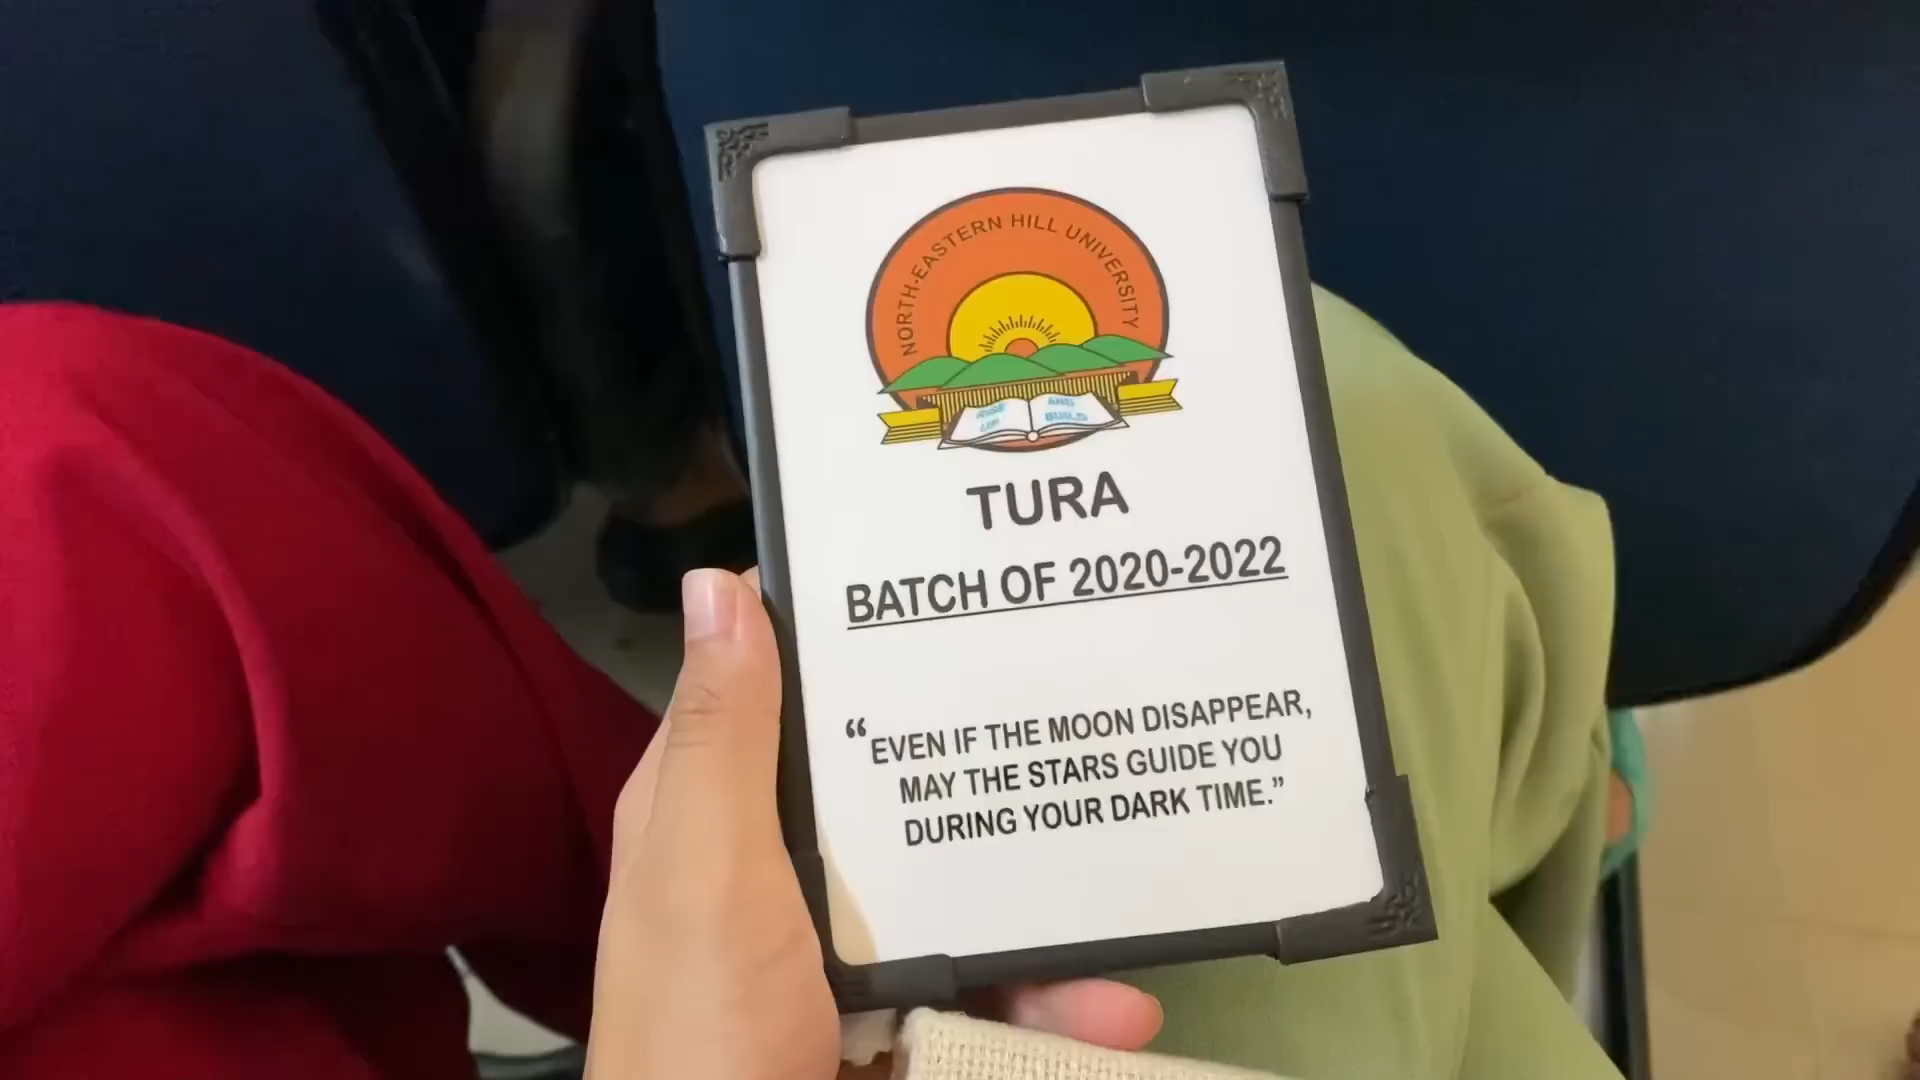 NORTH-EASTERN HILL UNIVERSITY
RISE AND
UP BUILD
TURA
BATCH OF 2020-2022
“EVEN IF THE MOON DISAPPEAR,
MAY THE STARS GUIDE YOU
DURING YOUR DARK TIME.”